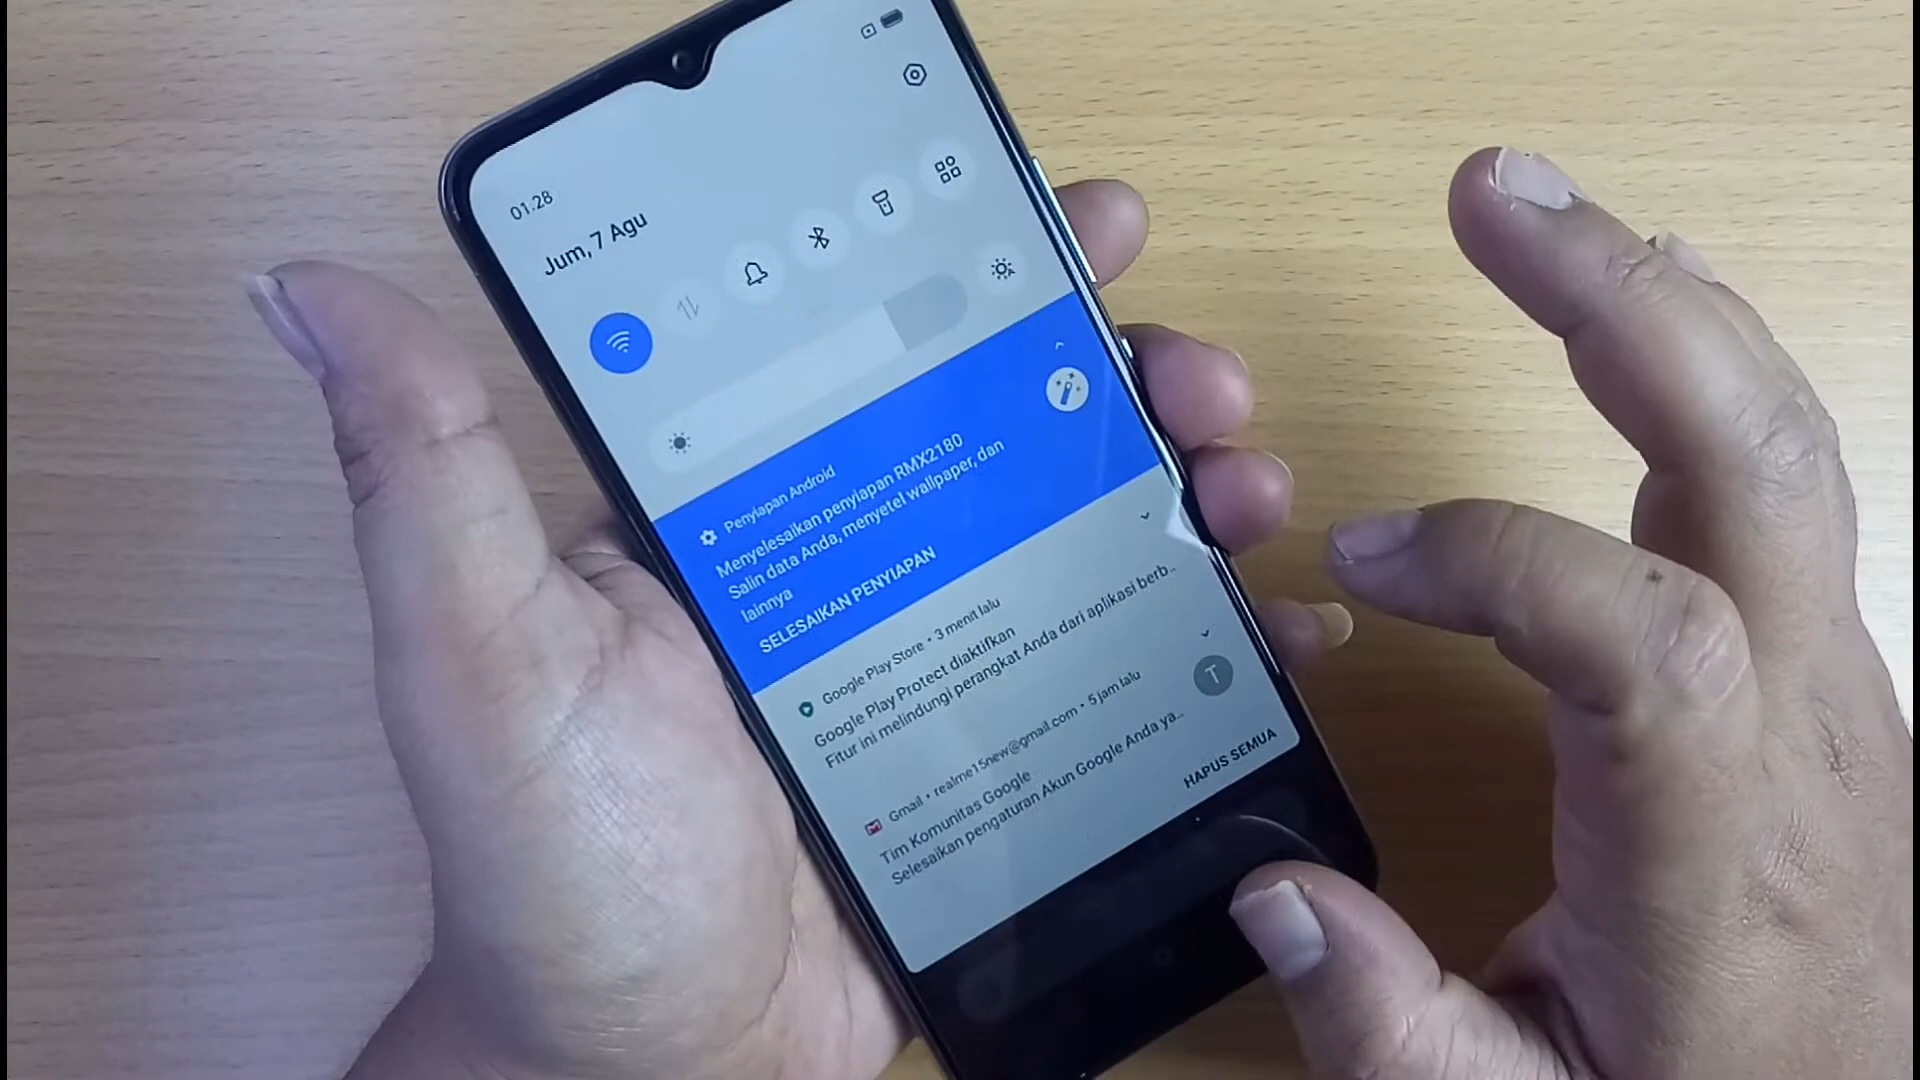 01.28
Jum, 7 Agu
Penyiapan Android
Menyelesaikan penyiapan RMX2180
Salin data Anda, menyetel wallpaper, dan
lainnya
SELESAIKAN PENYIAPAN
Google Play Store • 3 menit lalu
Google Play Protect diaktifkan
Fitur ini melindungi perangkat Anda dari aplikasi berb..
Gmail • realme15new@gmail.com • 5 jam lalu
Tim Komunitas Google
Selesaikan pengaturan Akun Google Anda ya..
T
HAPUS SEMUA